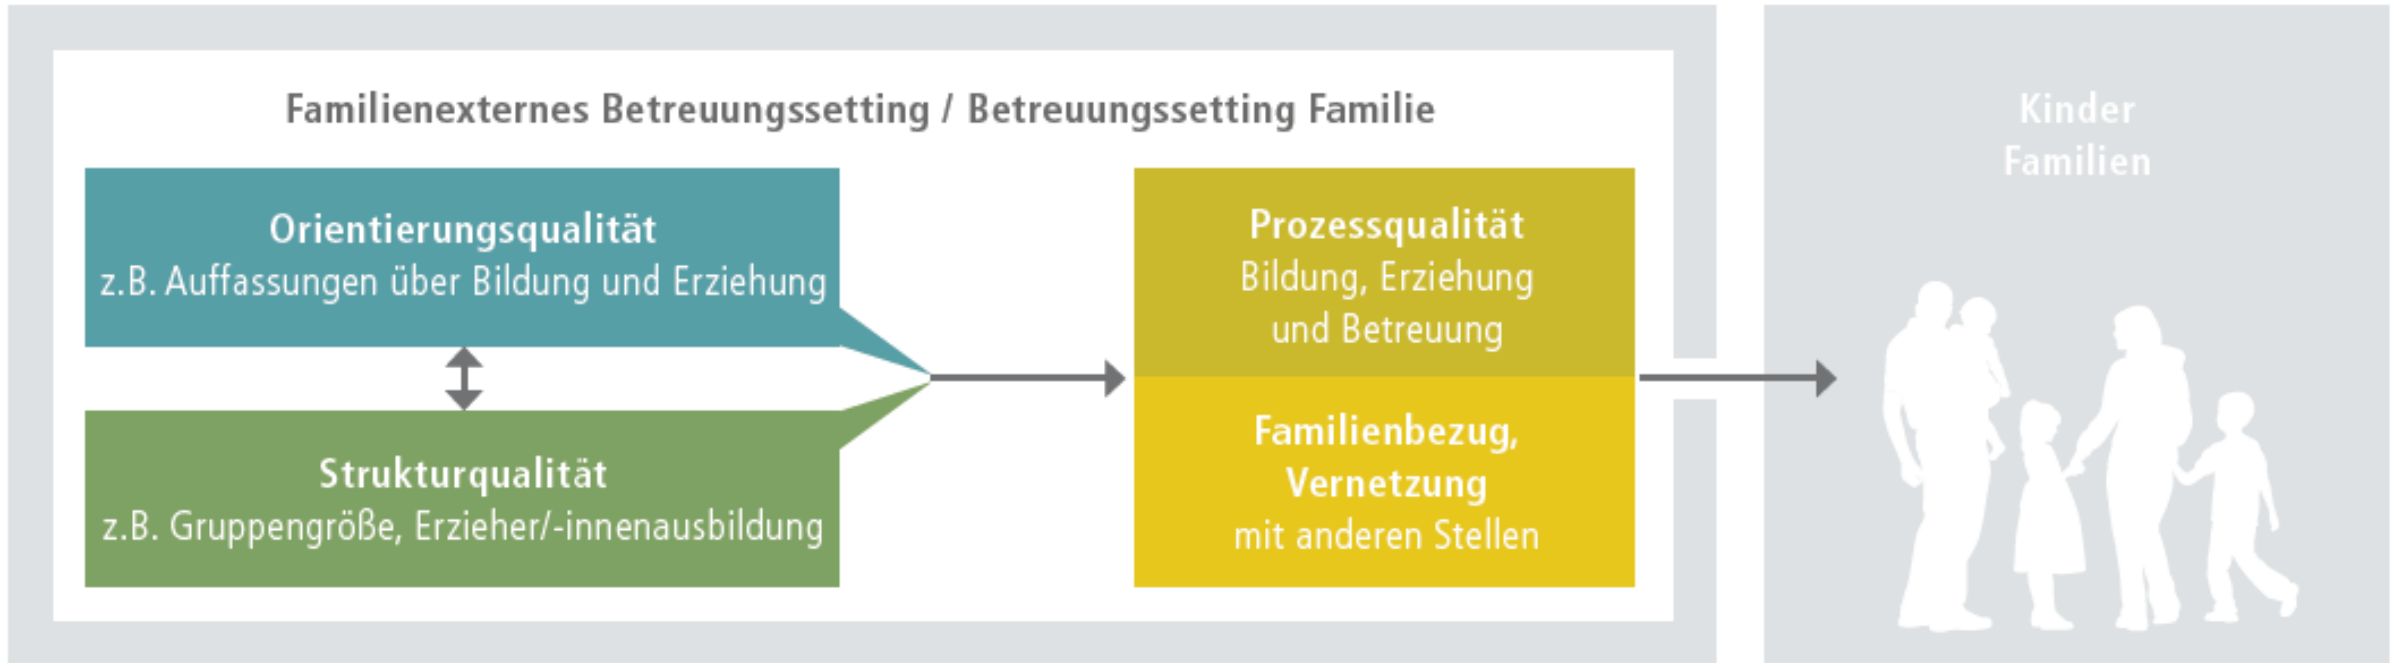 Familienexternes Betreuungssetting / Betreuungssetting Familie
Orientierungsqualität
z.B. Auffassungen über Bildung und Erziehung
Strukturqualität
z.B. Gruppengröße, Erzieher/-innenausbildung
Prozessqualität
Bildung, Erziehung
und Betreuung
Familienbezug,
Vernetzung
mit anderen Stellen
Kinder
Familien